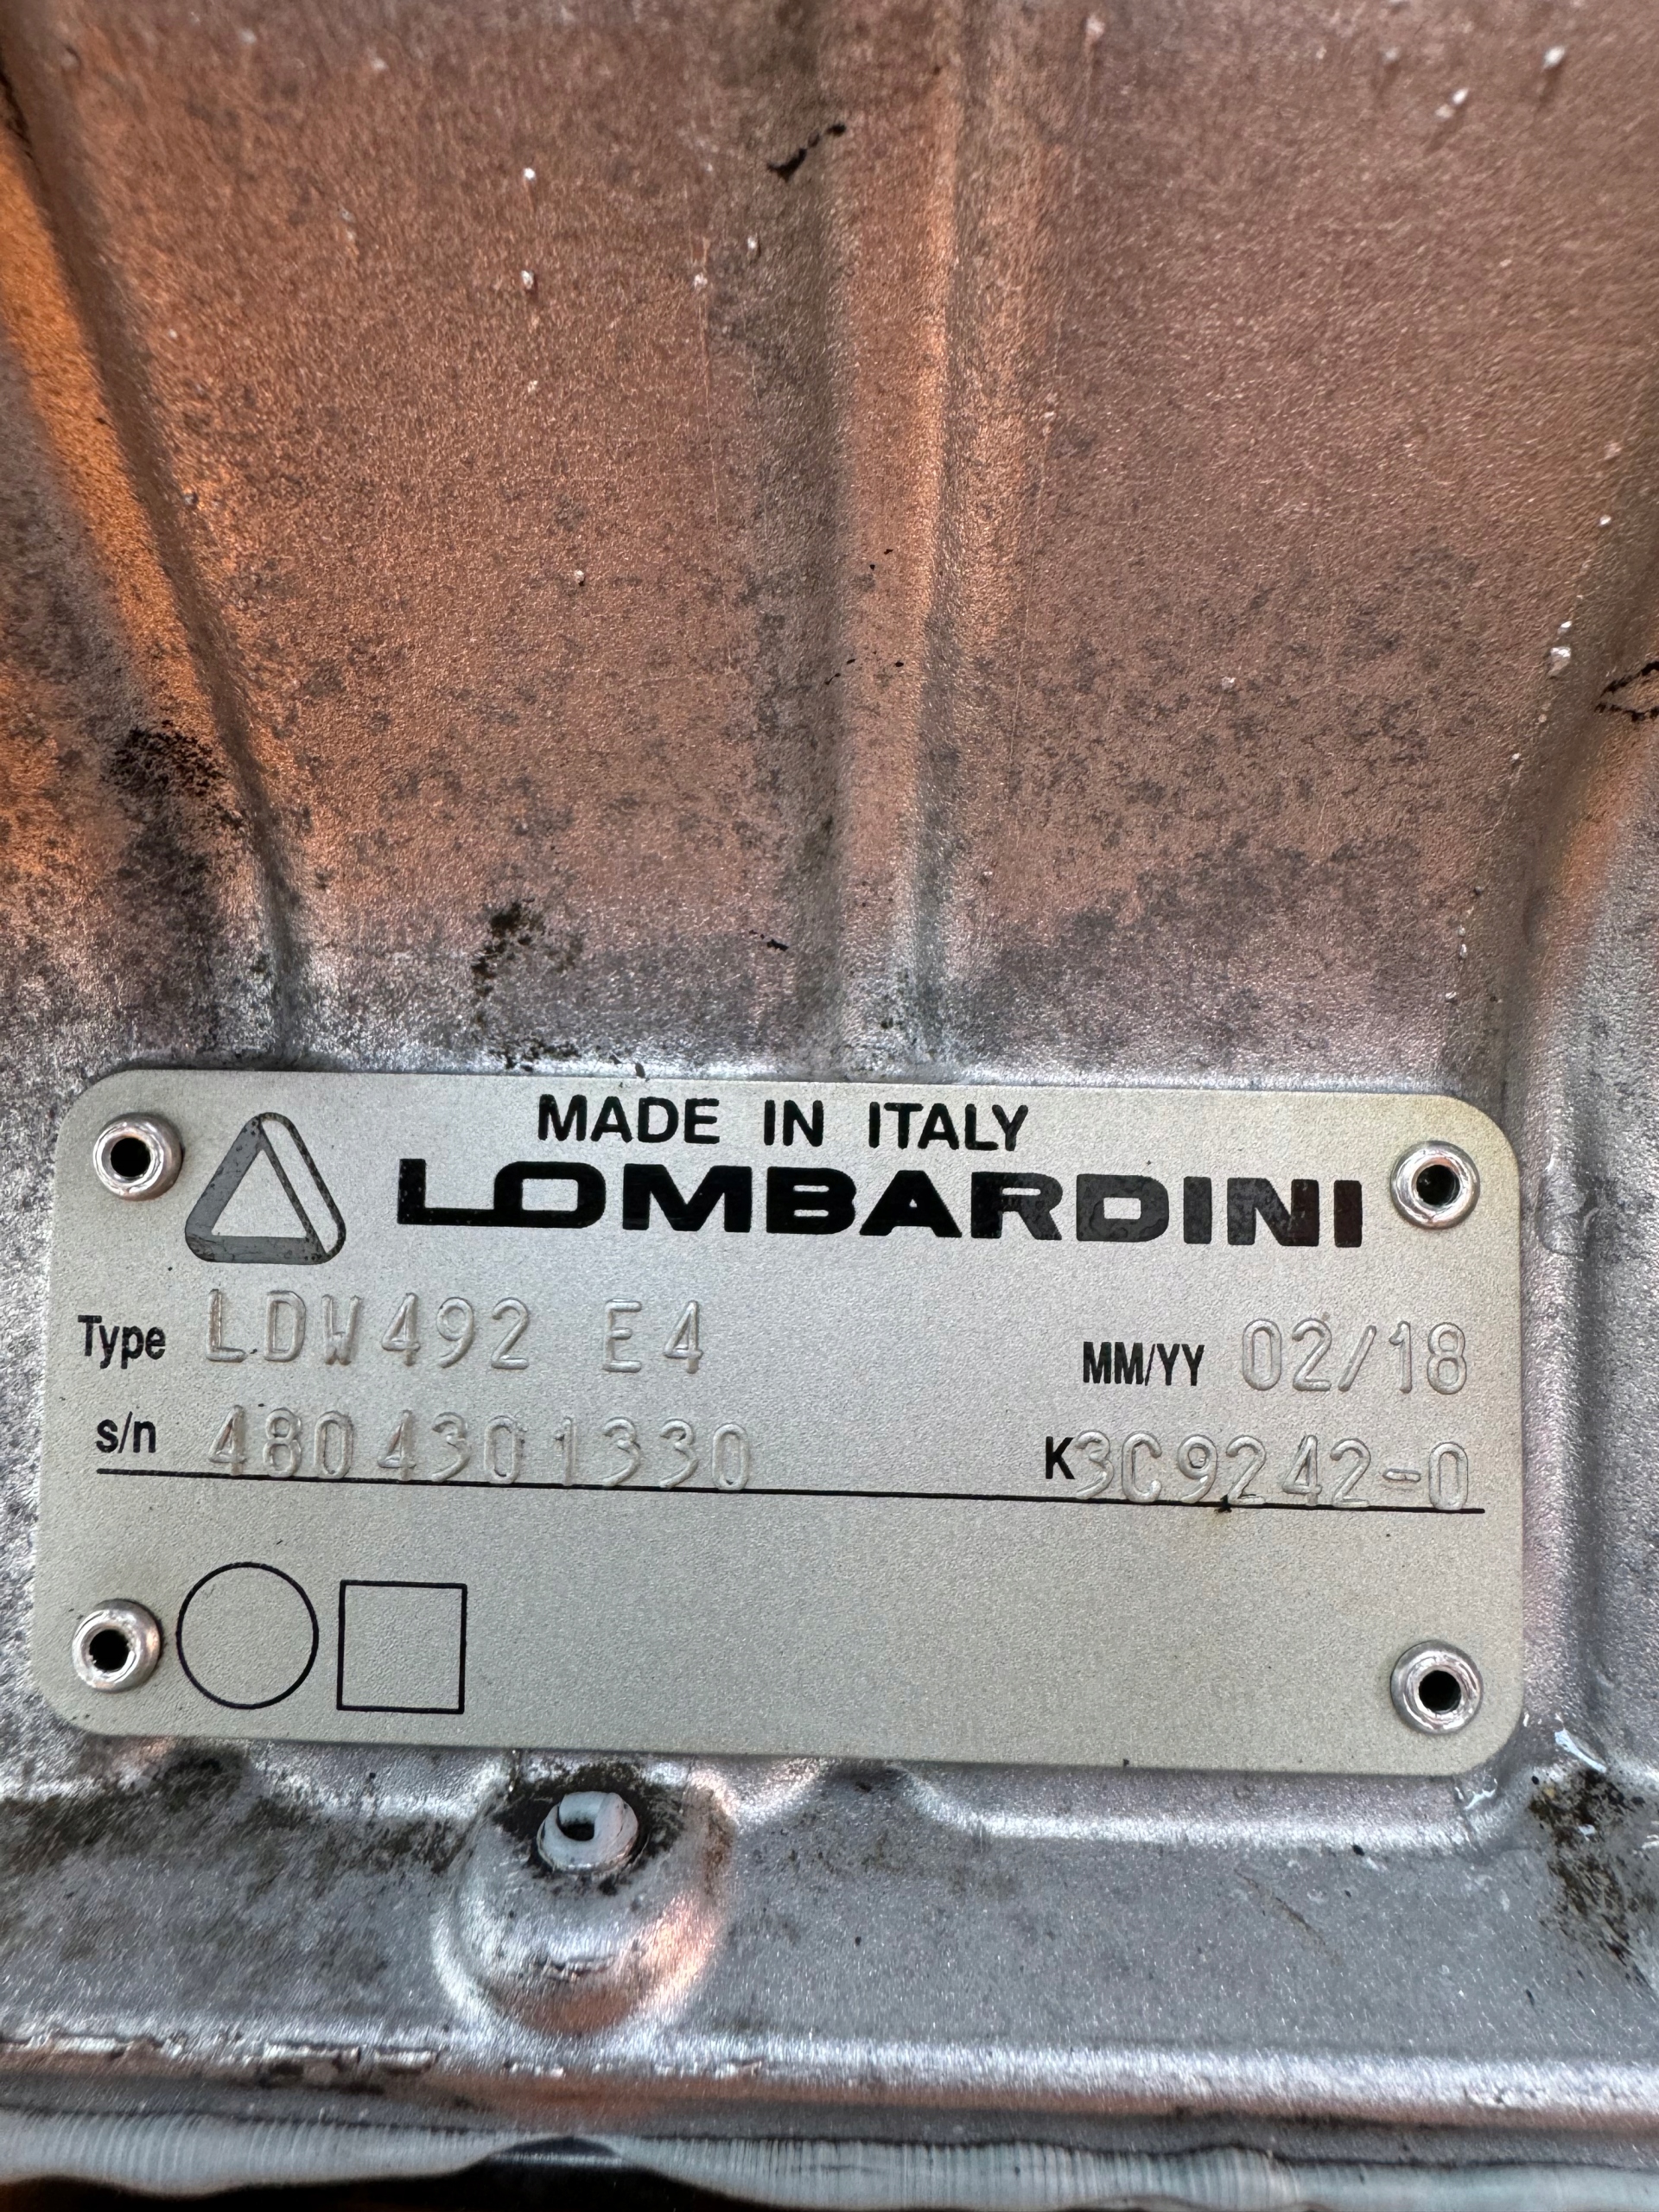 MADE IN ITALY
LOMBARDINI
Type LDW492 E4 MM/YY 02/18
s/n 4804301330 K3C9242-0